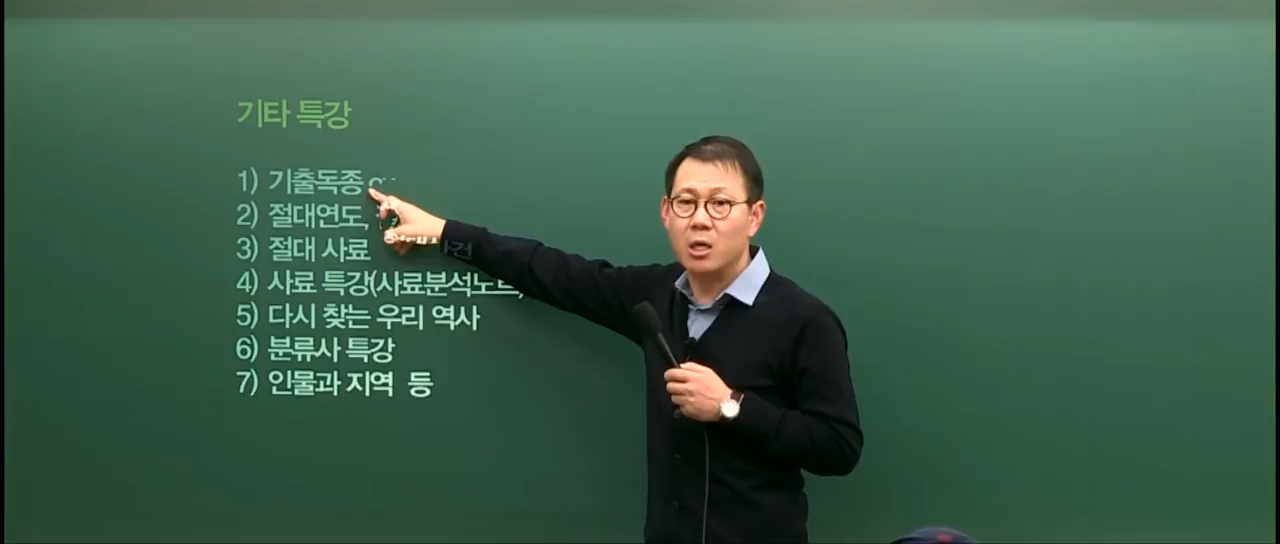 기타 특강
1) 기출독종
2) 절대연도,
3) 절대 사료
4) 사료 특강(사료분석노트)
5) 다시 찾는 우리 역사
6) 분류사 특강
7) 인물과 지역 등